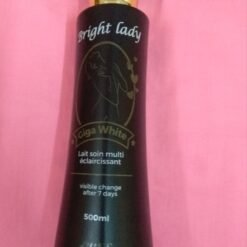 Bright lady
Giga White
Lait soin multi
éclaircissant
visible change
after 7 days
500ml